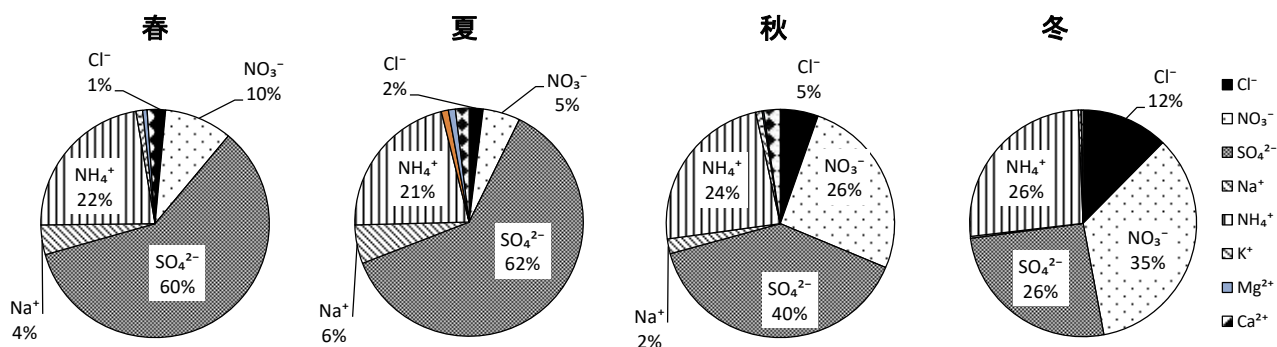 春
Cl⁻
1%
NO₃⁻
10%
NH₄⁺
22%
SO₄²⁻
60%
Na⁺
4%
夏
Cl⁻
2%
NO₃⁻
5%
NH₄⁺
21%
SO₄²⁻
62%
Na⁺
6%
秋
Cl⁻
5%
NO₃⁻
26%
NH₄⁺
24%
SO₄²⁻
40%
Na⁺
2%
冬
Cl⁻
12%
NH₄⁺
26%
NO₃⁻
35%
SO₄²⁻
26%
Cl⁻
NO₃⁻
SO₄²⁻
Na⁺
NH₄⁺
K⁺
Mg²⁺
Ca²⁺